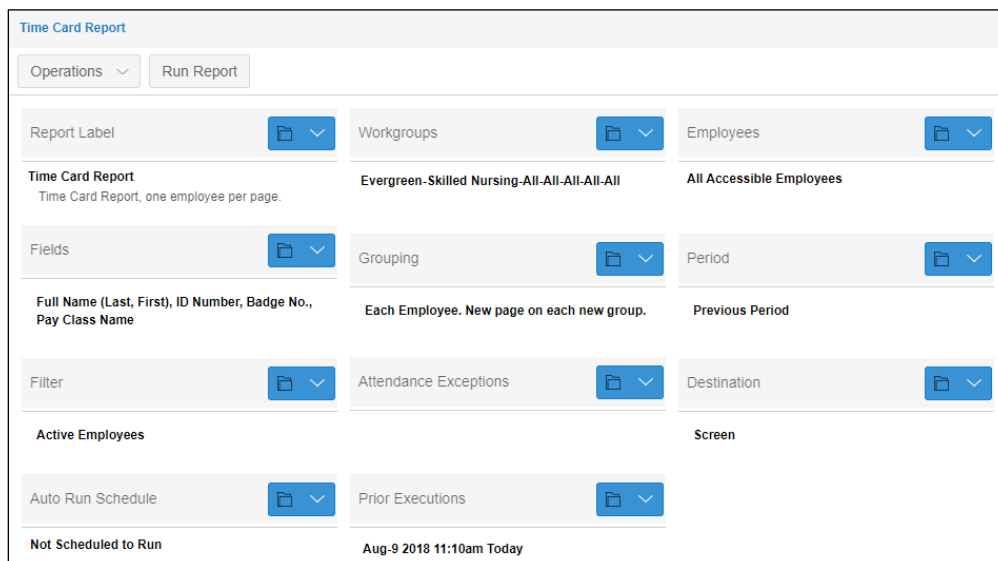 Time Card Report
Operations
Run Report
Report Label
Workgroups
Employees
Time Card Report
Time Card Report, one employee per page.
Evergreen-Skilled Nursing-All-All-All-All-All
All Accessible Employees
Fields
Grouping
Period
Full Name (Last, First), ID Number, Badge No.,
Pay Class Name
Each Employee. New page on each new group.
Previous Period
Filter
Attendance Exceptions
Destination
Active Employees
Screen
Auto Run Schedule
Prior Executions
Not Scheduled to Run
Aug-9 2018 11:10am Today